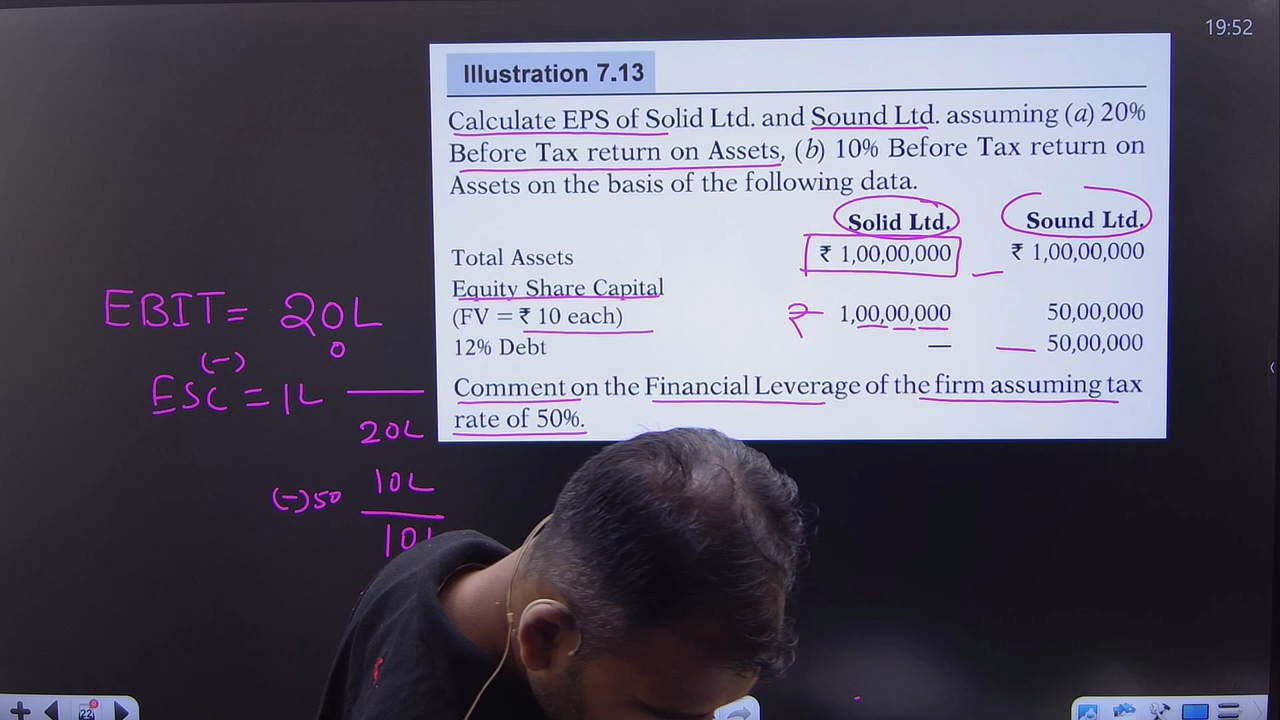 19:52
Illustration 7.13
Calculate EPS of Solid Ltd. and Sound Ltd. assuming (a) 20%
Before Tax return on Assets, (b) 10% Before Tax return on
Assets on the basis of the following data.
Solid Ltd. Sound Ltd.
Total Assets ₹ 1,00,00,000 ₹ 1,00,00,000
Equity Share Capital
(FV = ₹ 10 each) ₹ 1,00,00,000 50,00,000
12% Debt — 50,00,000
Comment on the Financial Leverage of the firm assuming tax
rate of 50%.
EBIT = 20L
(-) 0
ESC = 1L
20L
(-) 50 10L
10L
22